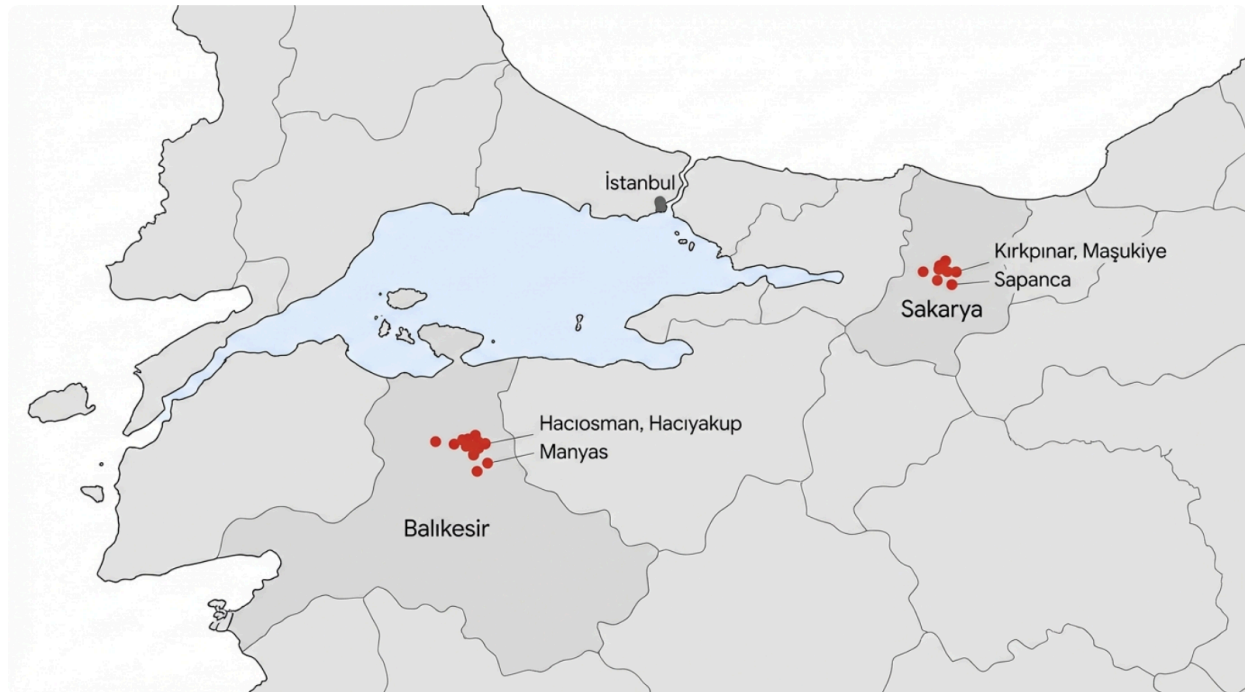 İstanbul
Kırkpınar, Maşukiye
Sapanca
Sakarya
Hacıosman, Hacıyakup
Manyas
Balıkesir